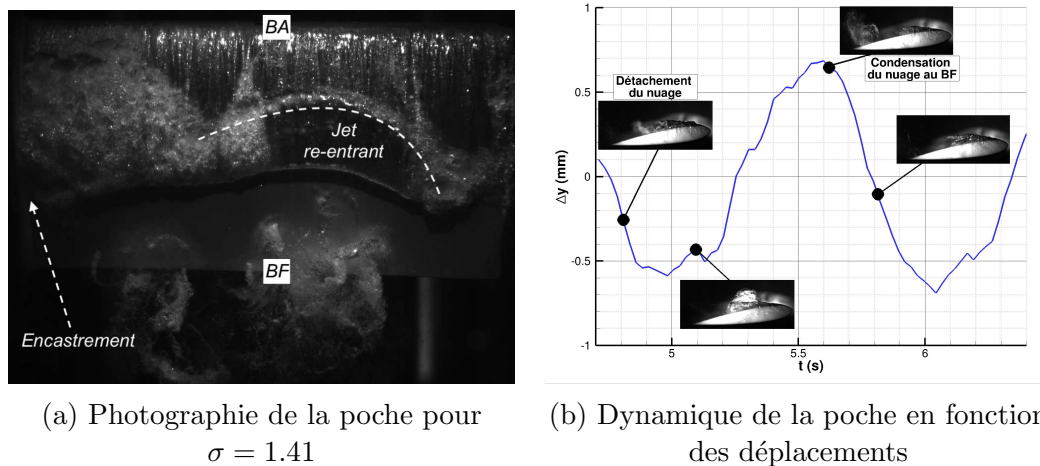 BA
Jet
re-entrant
BF
Encastrement
Δy (mm)
1
0.5
0
-0.5
-1
Détachement
du nuage
Condensation
du nuage au BF
5
5.5
6
t (s)
(a) Photographie de la poche pour
σ = 1.41
(b) Dynamique de la poche en fonction
des déplacements